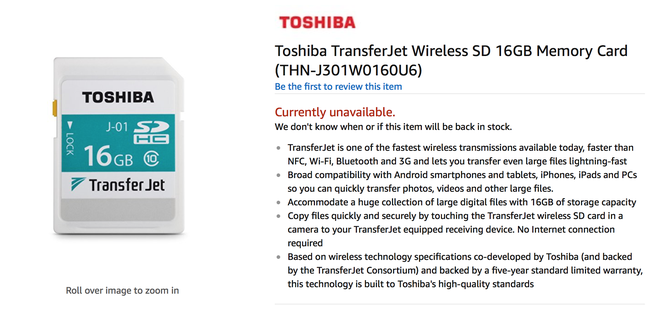 TOSHIBA
J-01
SD
HC
LOCK
16GB
10
TransferJet
Roll over image to zoom in
TOSHIBA
Toshiba TransferJet Wireless SD 16GB Memory Card
(THN-J301W0160U6)
Be the first to review this item
Currently unavailable.
We don't know when or if this item will be back in stock.
TransferJet is one of the fastest wireless transmissions available today, faster than
NFC, Wi-Fi, Bluetooth and 3G and lets you transfer even large files lightning-fast
Broad compatibility with Android smartphones and tablets, iPhones, iPads and PCs
so you can quickly transfer photos, videos and other large files.
Accommodate a huge collection of large digital files with 16GB of storage capacity
Copy files quickly and securely by touching the TransferJet wireless SD card in a
camera to your TransferJet equipped receiving device. No Internet connection
required
Based on wireless technology specifications co-developed by Toshiba (and backed
by the TransferJet Consortium) and backed by a five-year standard limited warranty,
this technology is built to Toshiba's high-quality standards